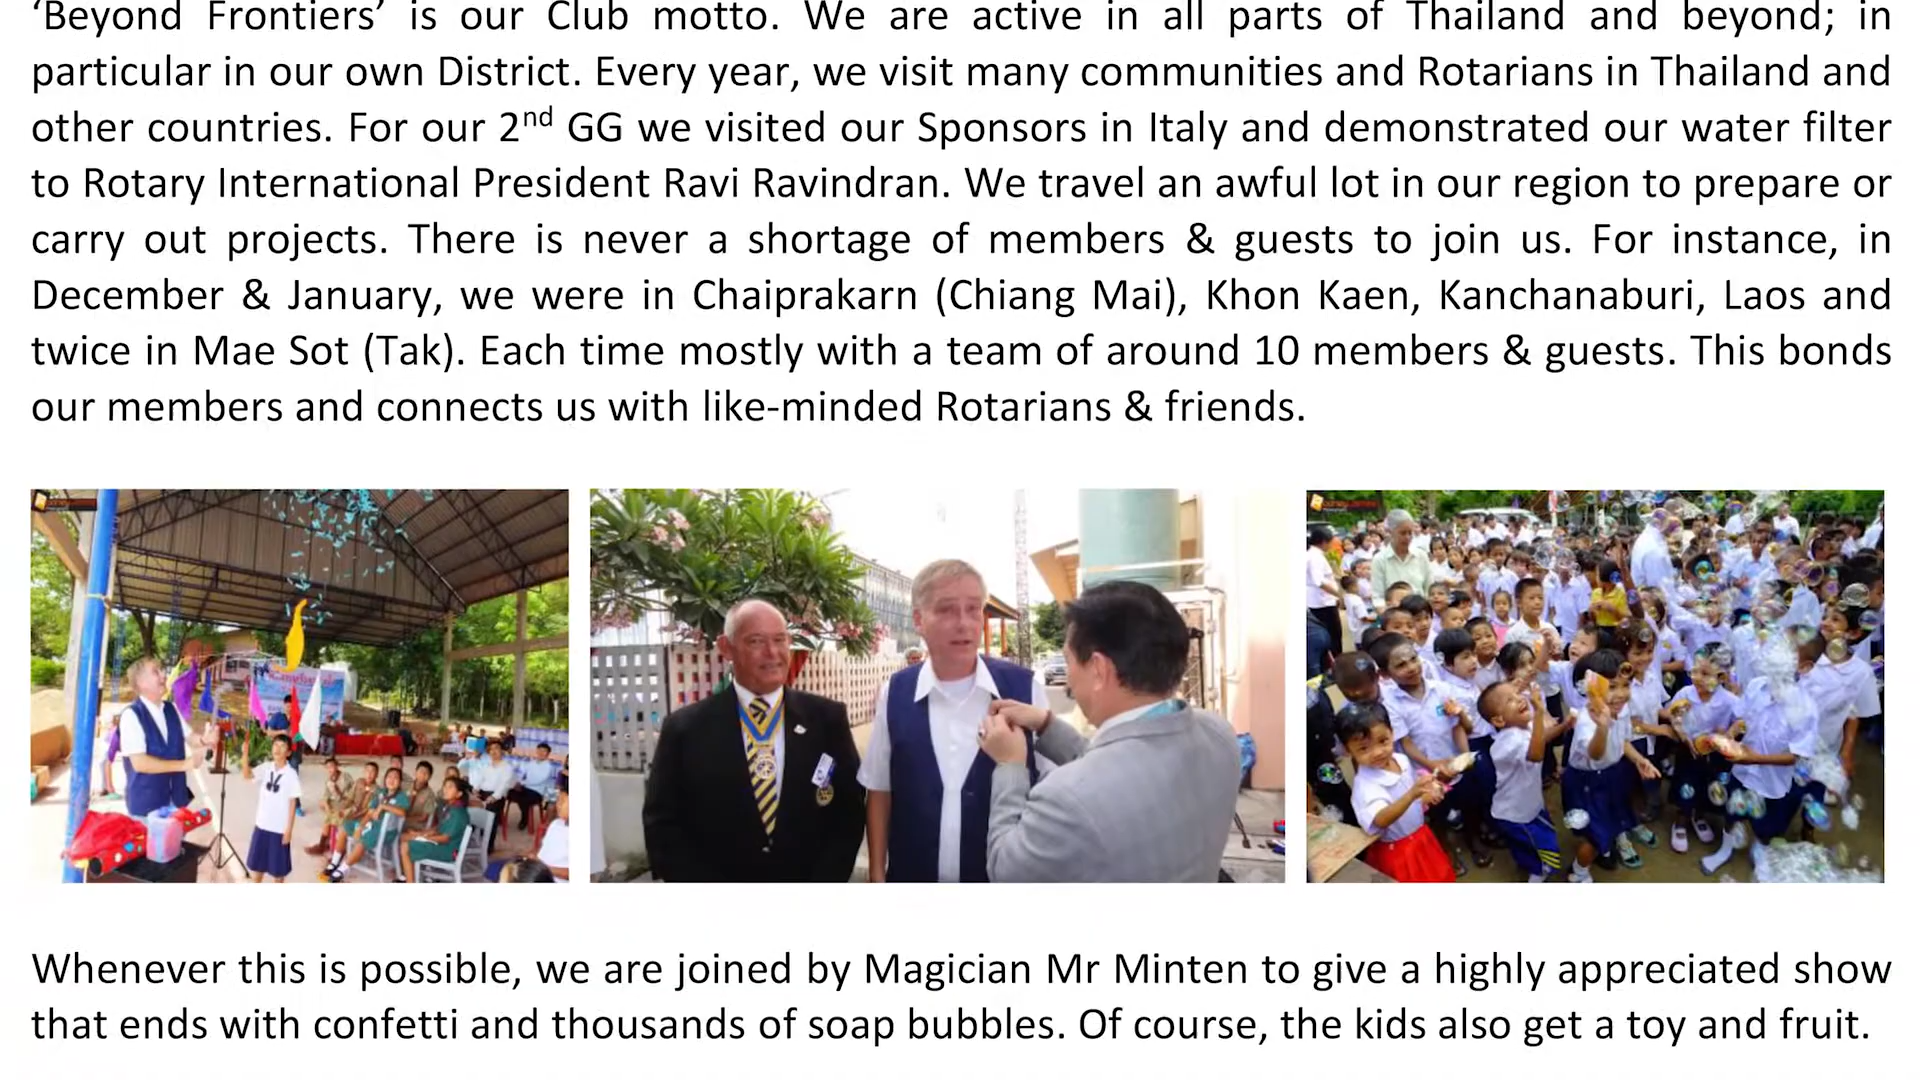 ‘Beyond Frontiers’ is our Club motto. We are active in all parts of Thailand and beyond; in
particular in our own District. Every year, we visit many communities and Rotarians in Thailand and
other countries. For our 2nd GG we visited our Sponsors in Italy and demonstrated our water filter
to Rotary International President Ravi Ravindran. We travel an awful lot in our region to prepare or
carry out projects. There is never a shortage of members & guests to join us. For instance, in
December & January, we were in Chaiprakarn (Chiang Mai), Khon Kaen, Kanchanaburi, Laos and
twice in Mae Sot (Tak). Each time mostly with a team of around 10 members & guests. This bonds
our members and connects us with like-minded Rotarians & friends.
Whenever this is possible, we are joined by Magician Mr Minten to give a highly appreciated show
that ends with confetti and thousands of soap bubbles. Of course, the kids also get a toy and fruit.